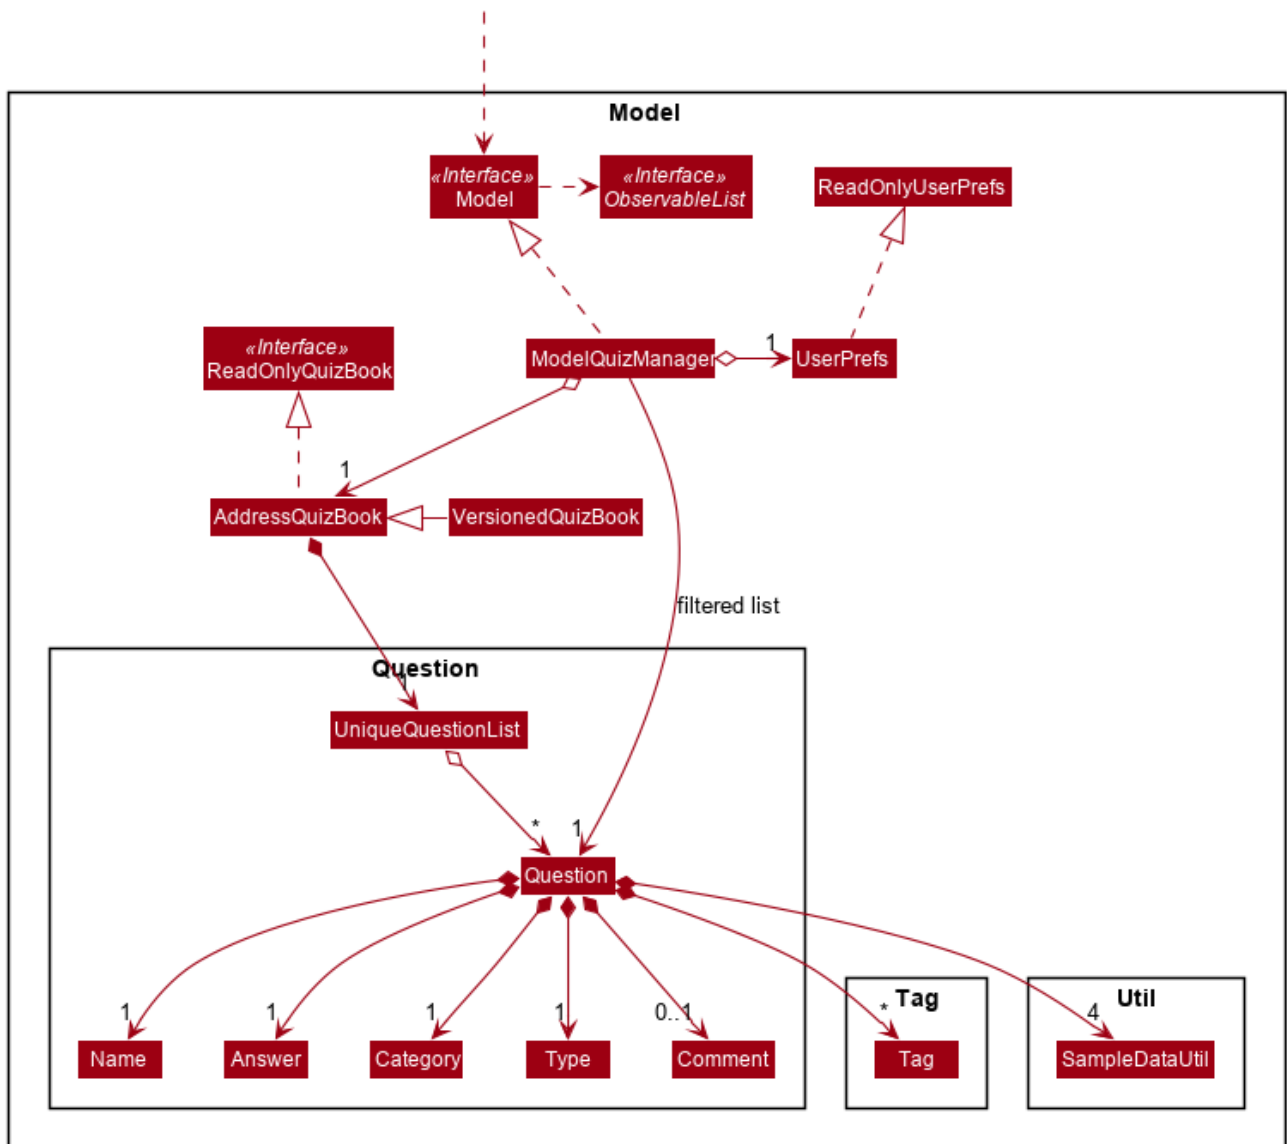 Model
«Interface»
Model
«Interface»
ObservableList
ReadOnlyUserPrefs
«Interface»
ReadOnlyQuizBook
ModelQuizManager
1
UserPrefs
1
AddressQuizBook
VersionedQuizBook
filtered list
Question
1
UniqueQuestionList
*
1
Question
1
1
1
1
0..1
*
Tag
4
Util
Name
Answer
Category
Type
Comment
Tag
SampleDataUtil